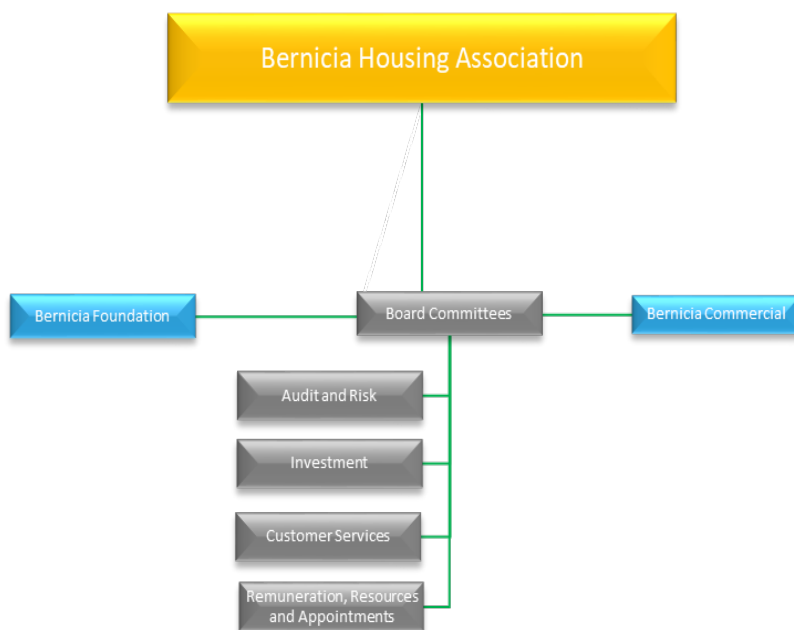 Bernicia Housing Association
Bernicia Foundation
Board Committees
Bernicia Commercial
Audit and Risk
Investment
Customer Services
Remuneration, Resources
and Appointments